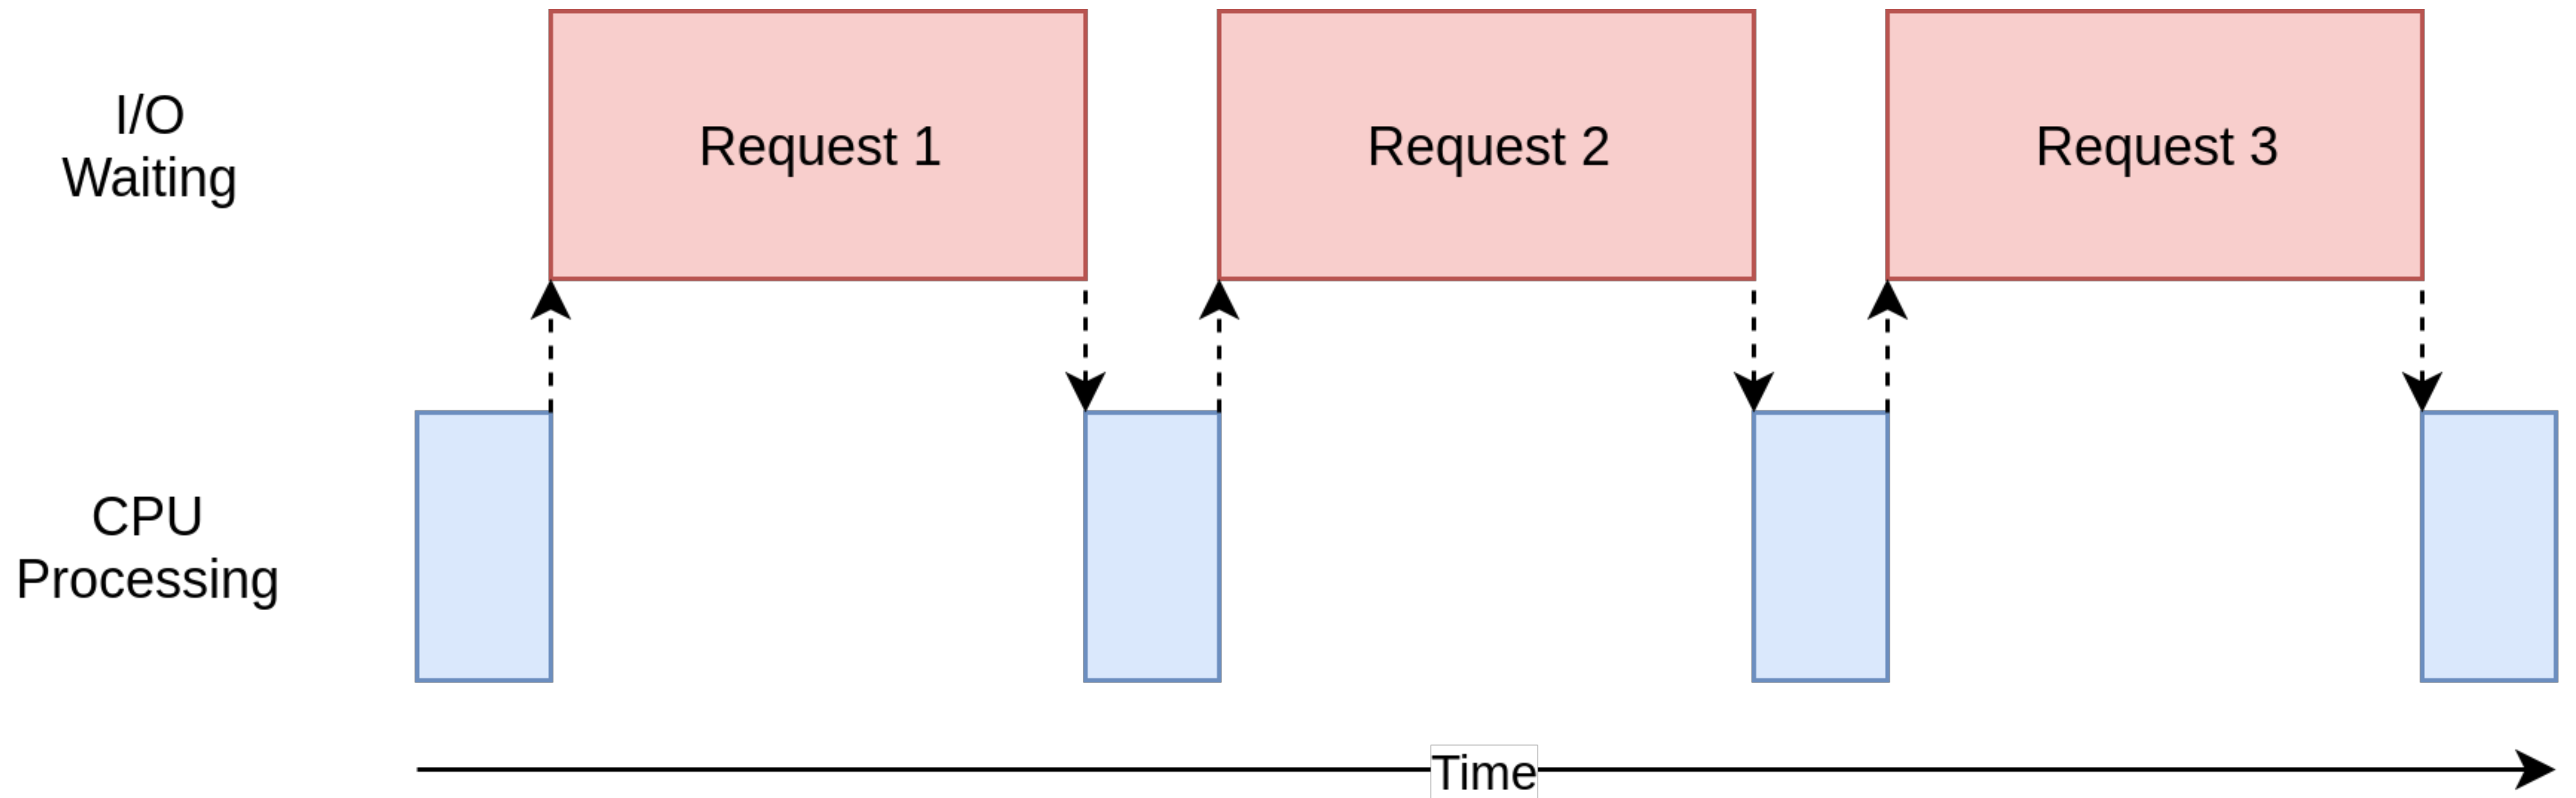 I/O
Waiting
Request 1
Request 2
Request 3
CPU
Processing
Time